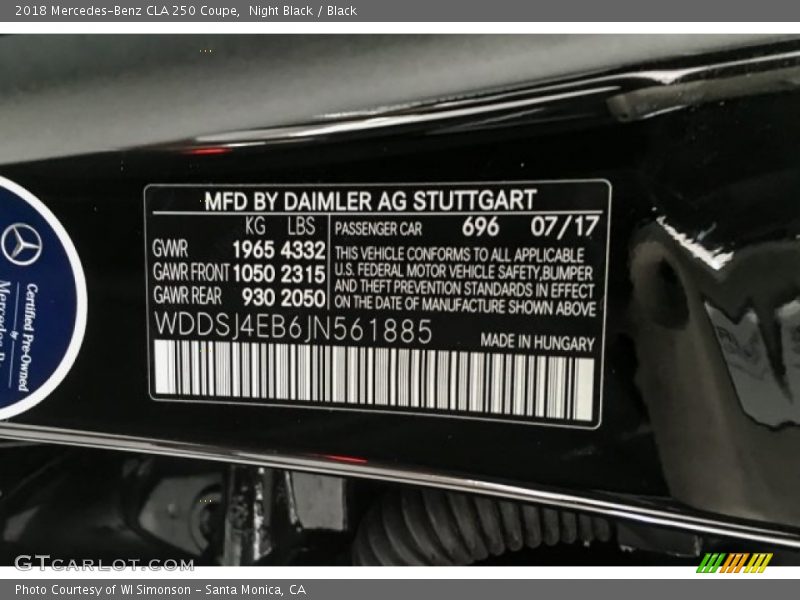 2018 Mercedes-Benz CLA 250 Coupe, Night Black / Black
MFD BY DAIMLER AG STUTTGART
KG LBS
GWWR 1965 4332
GAWR FRONT 1050 2315
GAWR REAR 930 2050
PASSENGER CAR 696 07/17
THIS VEHICLE CONFORMS TO ALL APPLICABLE
U.S. FEDERAL MOTOR VEHICLE SAFETY,BUMPER
AND THEFT PREVENTION STANDARDS IN EFFECT
ON THE DATE OF MANUFACTURE SHOWN ABOVE
WDDSJ4EB6JN561885
MADE IN HUNGARY
Certified Pre-Owned
by
GTCARLOT.COM
Photo Courtesy of WI Simonson - Santa Monica, CA